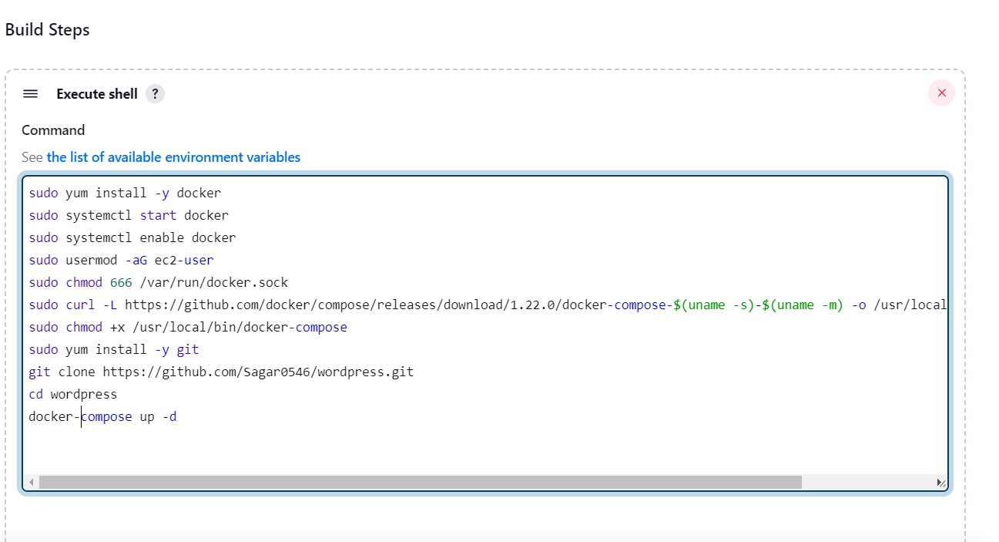 Build Steps
Execute shell ?
Command
See the list of available environment variables
sudo yum install -y docker
sudo systemctl start docker
sudo systemctl enable docker
sudo usermod -aG ec2-user
sudo chmod 666 /var/run/docker.sock
sudo curl -L https://github.com/docker/compose/releases/download/1.22.0/docker-compose-$(uname -s)-$(uname -m) -o /usr/local
sudo chmod +x /usr/local/bin/docker-compose
sudo yum install -y git
git clone https://github.com/Sagar0546/wordpress.git
cd wordpress
docker-compose up -d